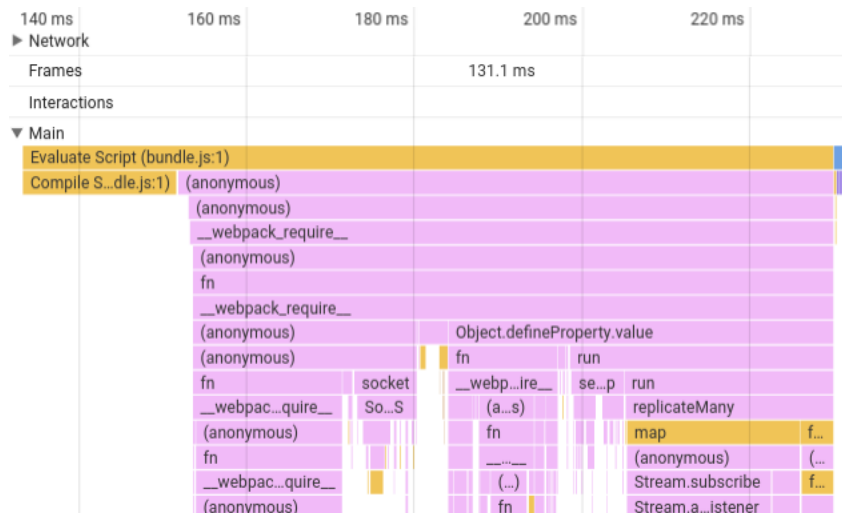 140 ms 160 ms 180 ms 200 ms 220 ms
Network
Frames 131.1 ms
Interactions
Main
Evaluate Script (bundle.js:1)
Compile S...dle.js:1) (anonymous)
(anonymous)
__webpack_require__
(anonymous)
fn
__webpack_require__
(anonymous) Object.defineProperty.value
(anonymous) fn run
fn socket __webp...ire__ se...p run
__webpac...quire__ So...S (a...s) replicateMany
(anonymous) fn map f...
fn __...__ (anonymous) (...
__webpac...quire__ (...) Stream.subscribe f...
(anonymous) fn Stream.a...istener